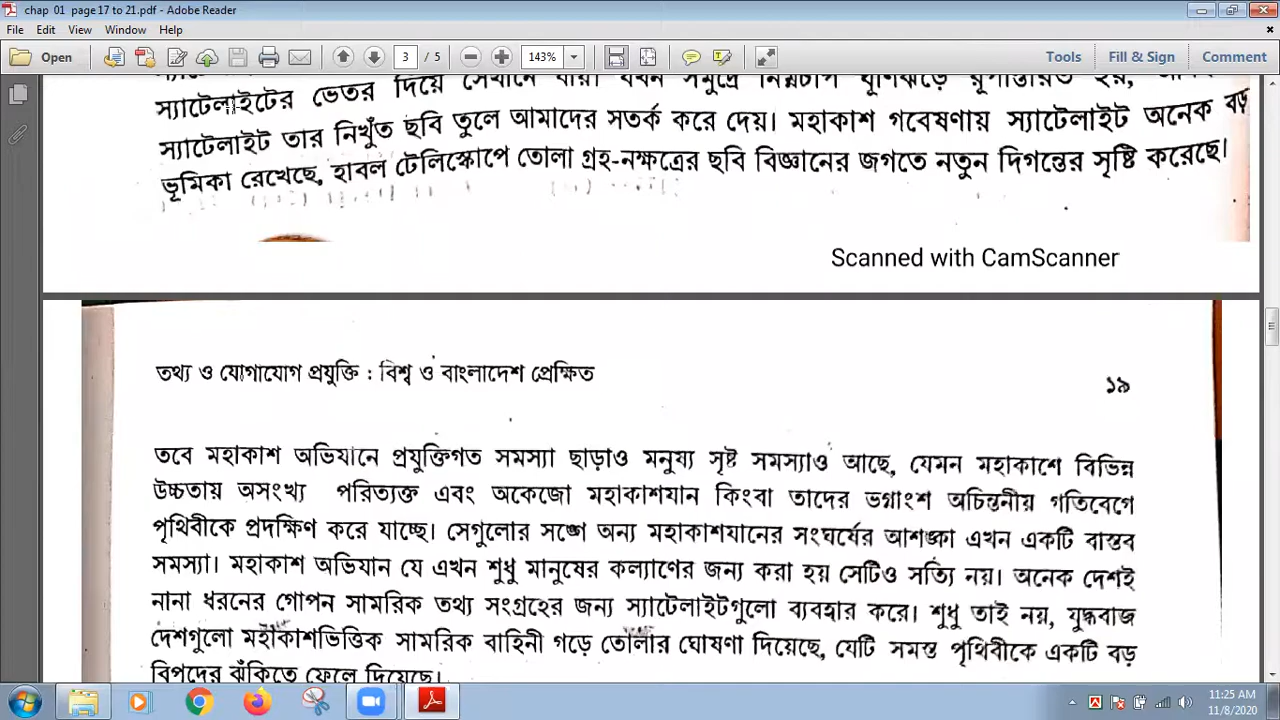 chap 01 page 17 to 21.pdf - Adobe Reader
File Edit View Window Help
Open 3 / 5 143% Tools Fill & Sign Comment
ভেতর দিয়ে সেখানে যায়। যখন সমুদ্রে নিম্নচাপ ঘূর্ণিঝড়ে রূপান্তরিত হয়,
স্যাটেলাইটের
স্যাটেলাইট তার নিখুঁত ছবি তুলে আমাদের সতর্ক করে দেয়। মহাকাশ গবেষণায় স্যাটেলাইট অনেক বড়
ভূমিকা রেখেছে, হাবল টেলিস্কোপে তোলা গ্রহ-নক্ষত্রের ছবি বিজ্ঞানের জগতে নতুন দিগন্তের সৃষ্টি করেছে।
Scanned with CamScanner
তথ্য ও যোগাযোগ প্রযুক্তি : বিশ্ব ও বাংলাদেশ প্রেক্ষিত
১৯
তবে মহাকাশ অভিযানে প্রযুক্তিগত সমস্যা ছাড়াও মনুষ্য সৃষ্ট সমস্যাও আছে, যেমন মহাকাশে বিভিন্ন
উচ্চতায় অসংখ্য পরিত্যক্ত এবং অকেজো মহাকাশযান কিংবা তাদের ভগ্নাংশ অচিন্তনীয় গতিবেগে
পৃথিবীকে প্রদক্ষিণ করে যাচ্ছে। সেগুলোর সঙ্গে অন্য মহাকাশযানের সংঘর্ষের আশঙ্কা এখন একটি বাস্তব
সমস্যা। মহাকাশ অভিযান যে এখন শুধু মানুষের কল্যাণের জন্য করা হয় সেটিও সত্যি নয়। অনেক দেশই
নানা ধরনের গোপন সামরিক তথ্য সংগ্রহের জন্য স্যাটেলাইটগুলো ব্যবহার করে। শুধু তাই নয়, যুদ্ধবাজ
দেশগুলো মহাকাশভিত্তিক সামরিক বাহিনী গড়ে তোলার ঘোষণা দিয়েছে, যেটি সমস্ত পৃথিবীকে একটি বড়
বিপদের ঝুঁকিতে ফেলে দিয়েছে।
11:25 AM
11/8/2020